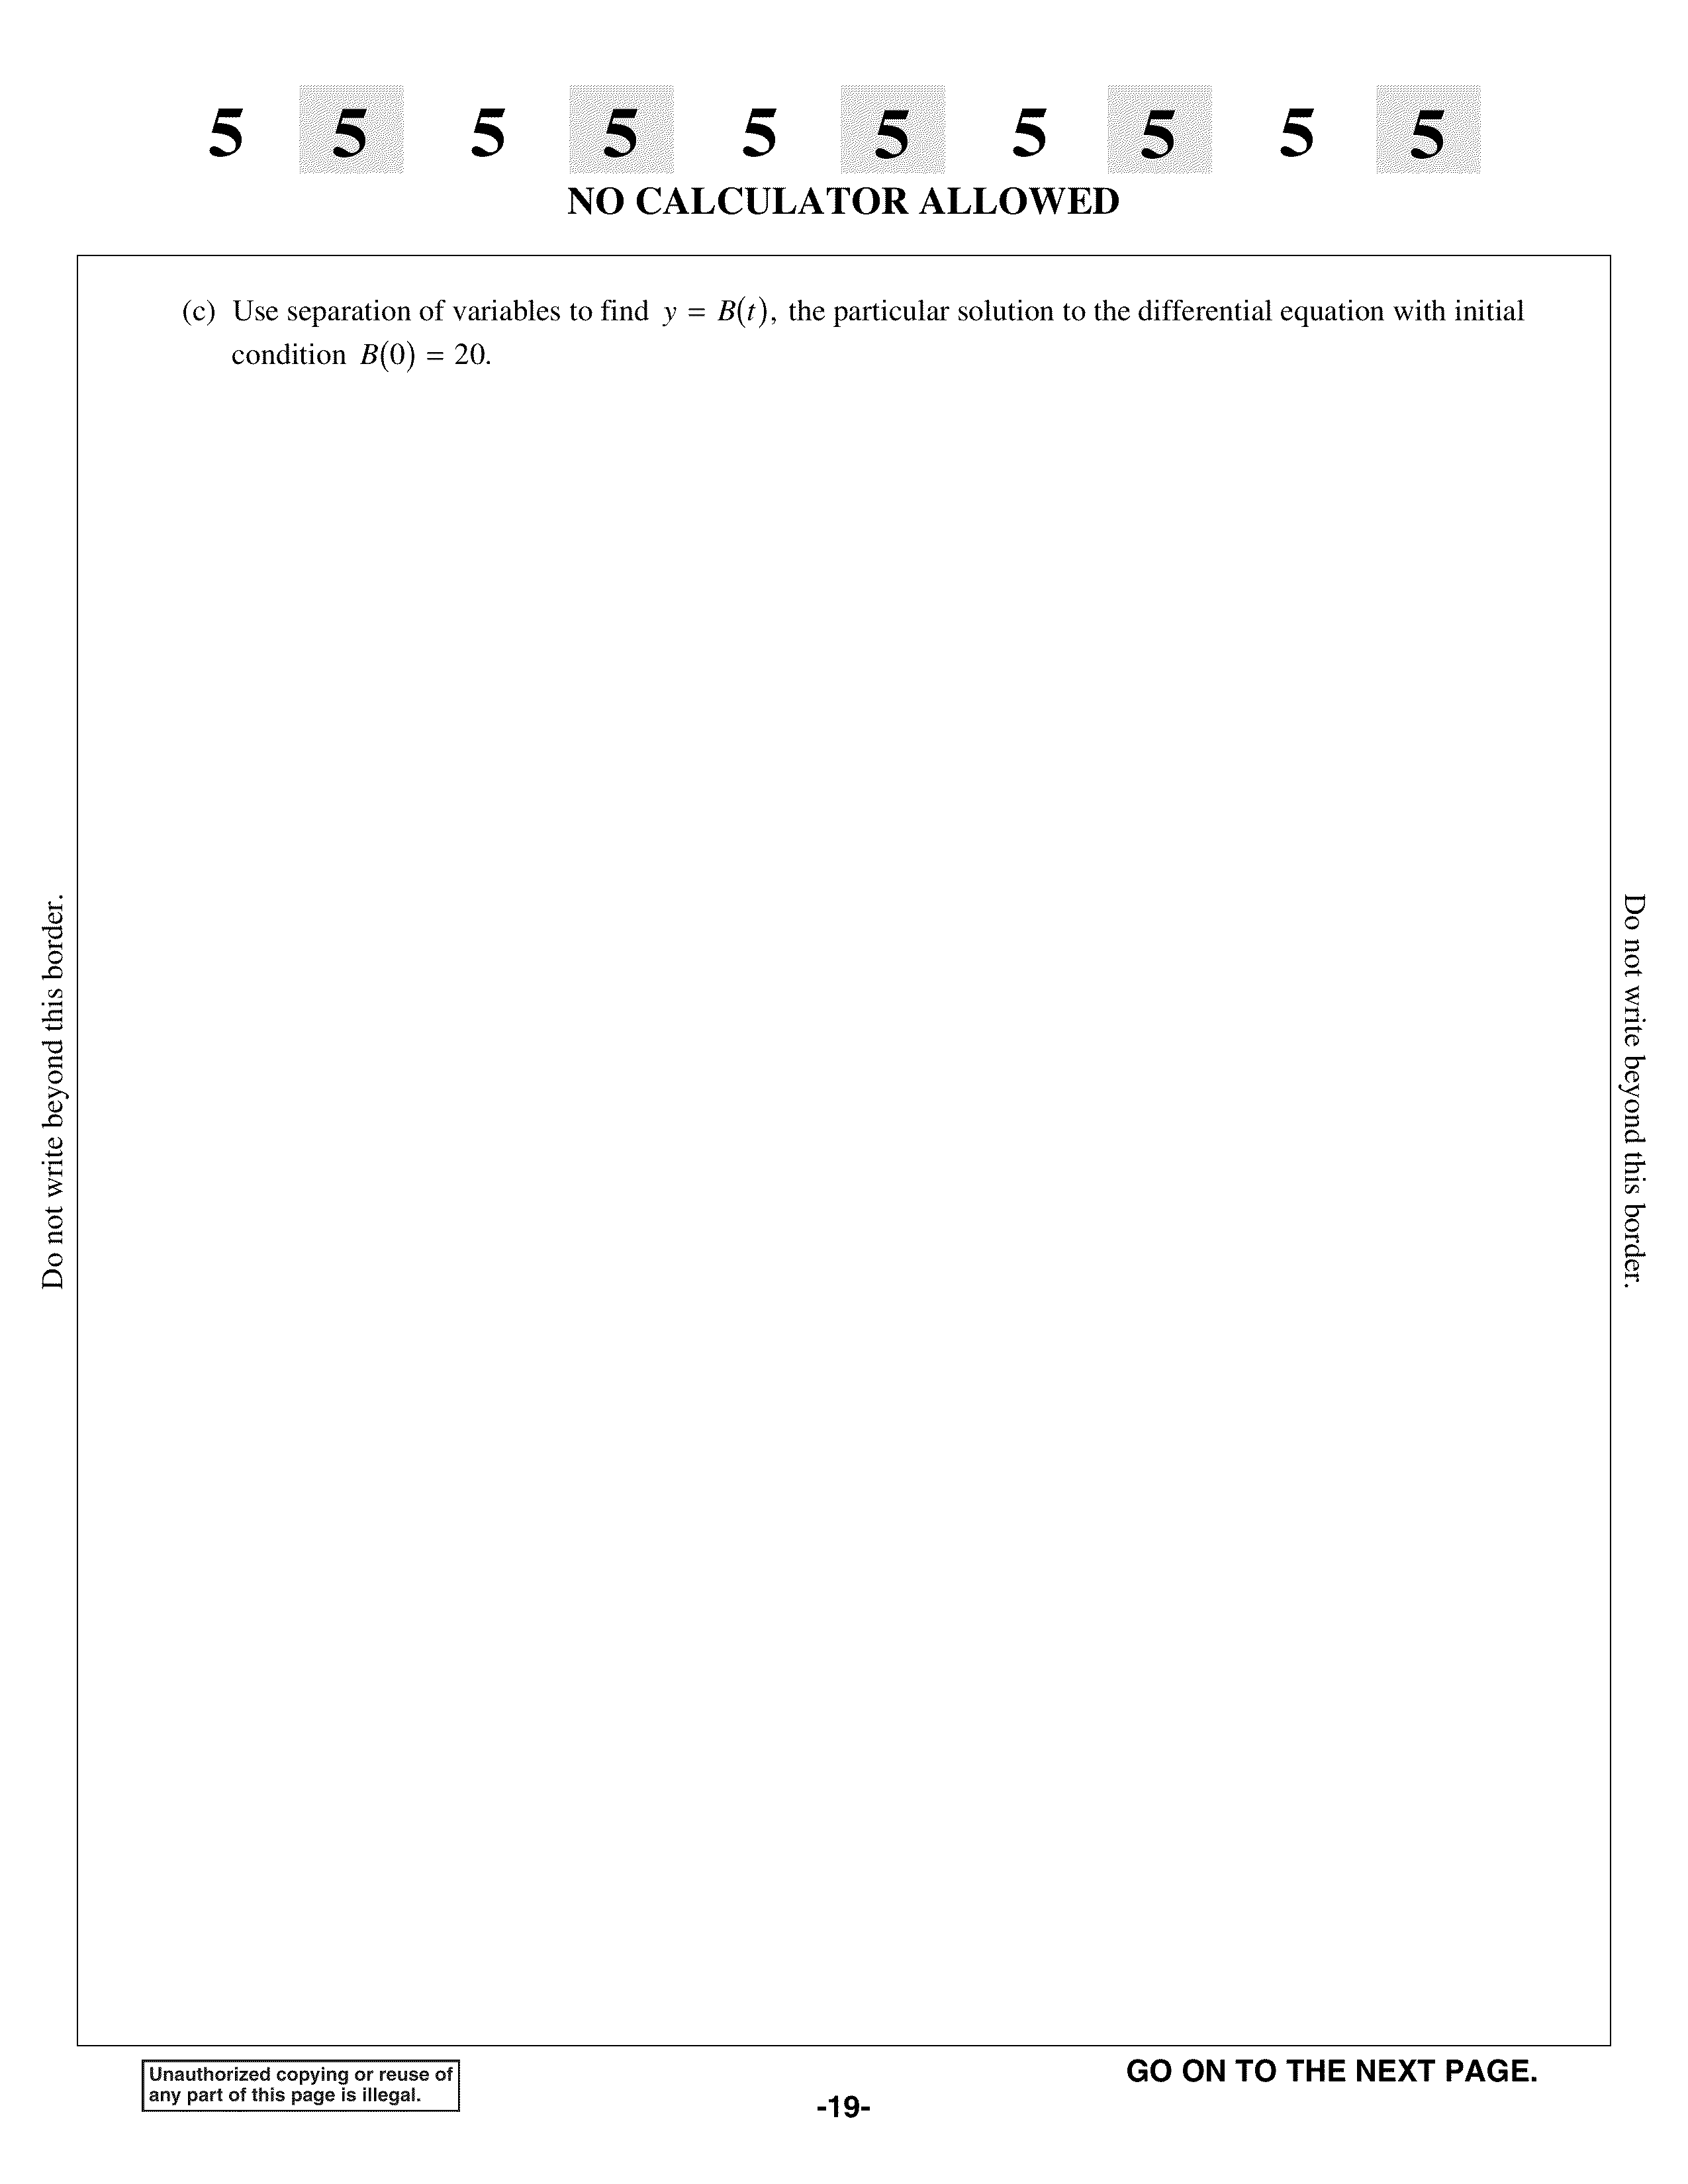 5 5 5 5 5 5 5 5 5 5
NO CALCULATOR ALLOWED
(c) Use separation of variables to find y = B(t), the particular solution to the differential equation with initial
condition B(0) = 20.
Do not write beyond this border.
Do not write beyond this border.
Unauthorized copying or reuse of
any part of this page is illegal.
GO ON TO THE NEXT PAGE.
-19-